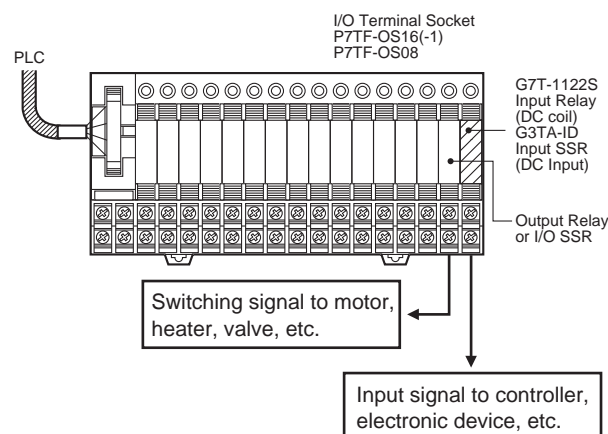 I/O Terminal Socket
P7TF-OS16(-1)
P7TF-OS08
PLC
G7T-1122S
Input Relay
(DC coil)
G3TA-ID
Input SSR
(DC Input)
Output Relay
or I/O SSR
Switching signal to motor,
heater, valve, etc.
Input signal to controller,
electronic device, etc.